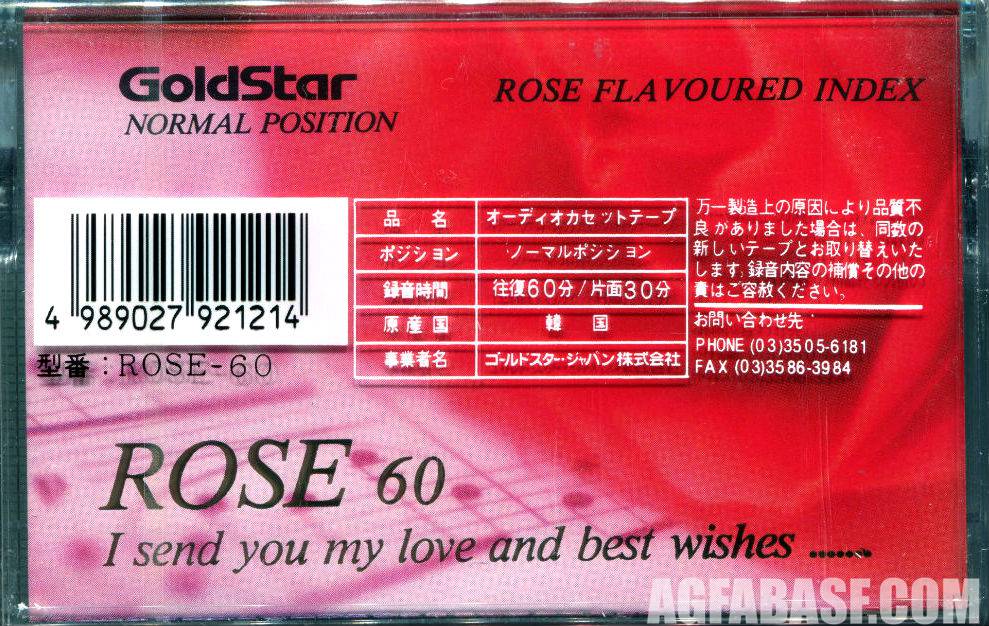 GoldStar
NORMAL POSITION
ROSE FLAVOURED INDEX
4 989027 921214
型番：ROSE-60
品 名 オーディオカセットテープ
ポジション ノーマルポジション
録音時間 往復60分/片面30分
原産国 韓 国
事業者名 ゴールドスター・ジャパン株式会社
万一製造上の原因により品質不
良がありました場合は、同数の
新しいテープとお取り替えいた
します。録音内容の補償その他の
責はご容赦ください。
お問い合わせ先
PHONE (03)3505-6181
FAX (03)3586-3984
ROSE 60
I send you my love and best wishes .......
AGFABASE.COM